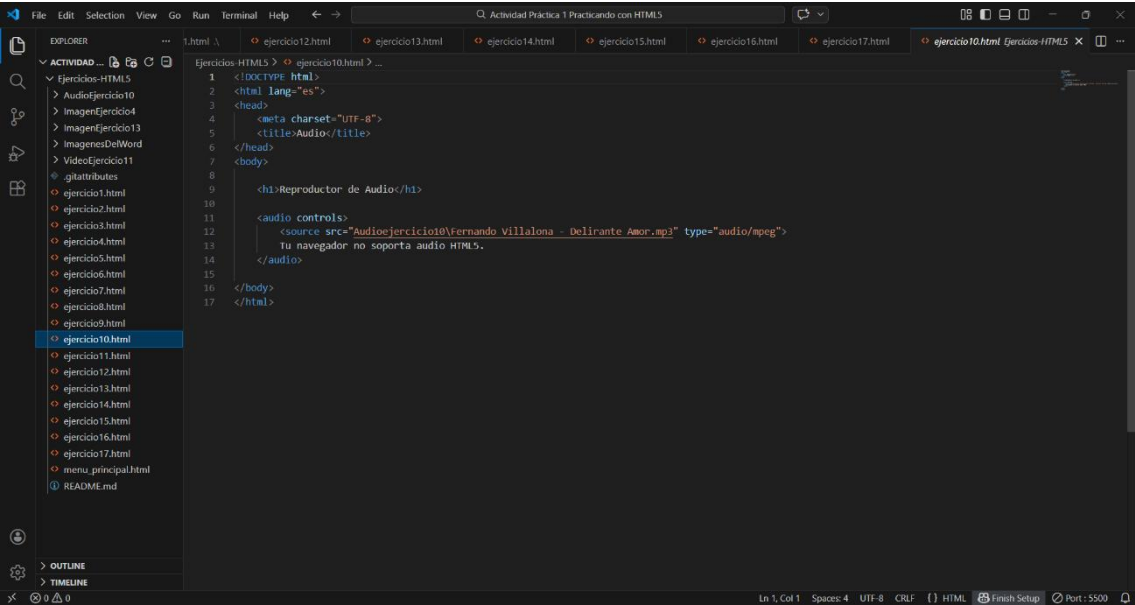 File Edit Selection View Go Run Terminal Help
Actividad Práctica 1 Practicando con HTML5
EXPLORER
1.html .\ ejercicio12.html ejercicio13.html ejercicio14.html ejercicio15.html ejercicio16.html ejercicio17.html ejercicio10.html Ejercicios-HTML5
ACTIVIDAD ...
Ejercicios-HTML5
AudioEjercicio10
ImagenEjercicio4
ImagenEjercicio13
ImagenesDelWord
VideoEjercicio11
.gitattributes
ejercicio1.html
ejercicio2.html
ejercicio3.html
ejercicio4.html
ejercicio5.html
ejercicio6.html
ejercicio7.html
ejercicio8.html
ejercicio9.html
ejercicio10.html
ejercicio11.html
ejercicio12.html
ejercicio13.html
ejercicio14.html
ejercicio15.html
ejercicio16.html
ejercicio17.html
menu_principal.html
README.md
OUTLINE
TIMELINE
Ejercicios-HTML5 > ejercicio10.html > ...
1 <!DOCTYPE html>
2 <html lang="es">
3 <head>
4 <meta charset="UTF-8">
5 <title>Audio</title>
6 </head>
7 <body>
8
9 <h1>Reproductor de Audio</h1>
10
11 <audio controls>
12 <source src="Audioejercicio10\Fernando Villalona - Delirante Amor.mp3" type="audio/mpeg">
13 Tu navegador no soporta audio HTML5.
14 </audio>
15
16 </body>
17 </html>
0 0 Ln 1, Col 1 Spaces: 4 UTF-8 CRLF {} HTML Finish Setup Port : 5500